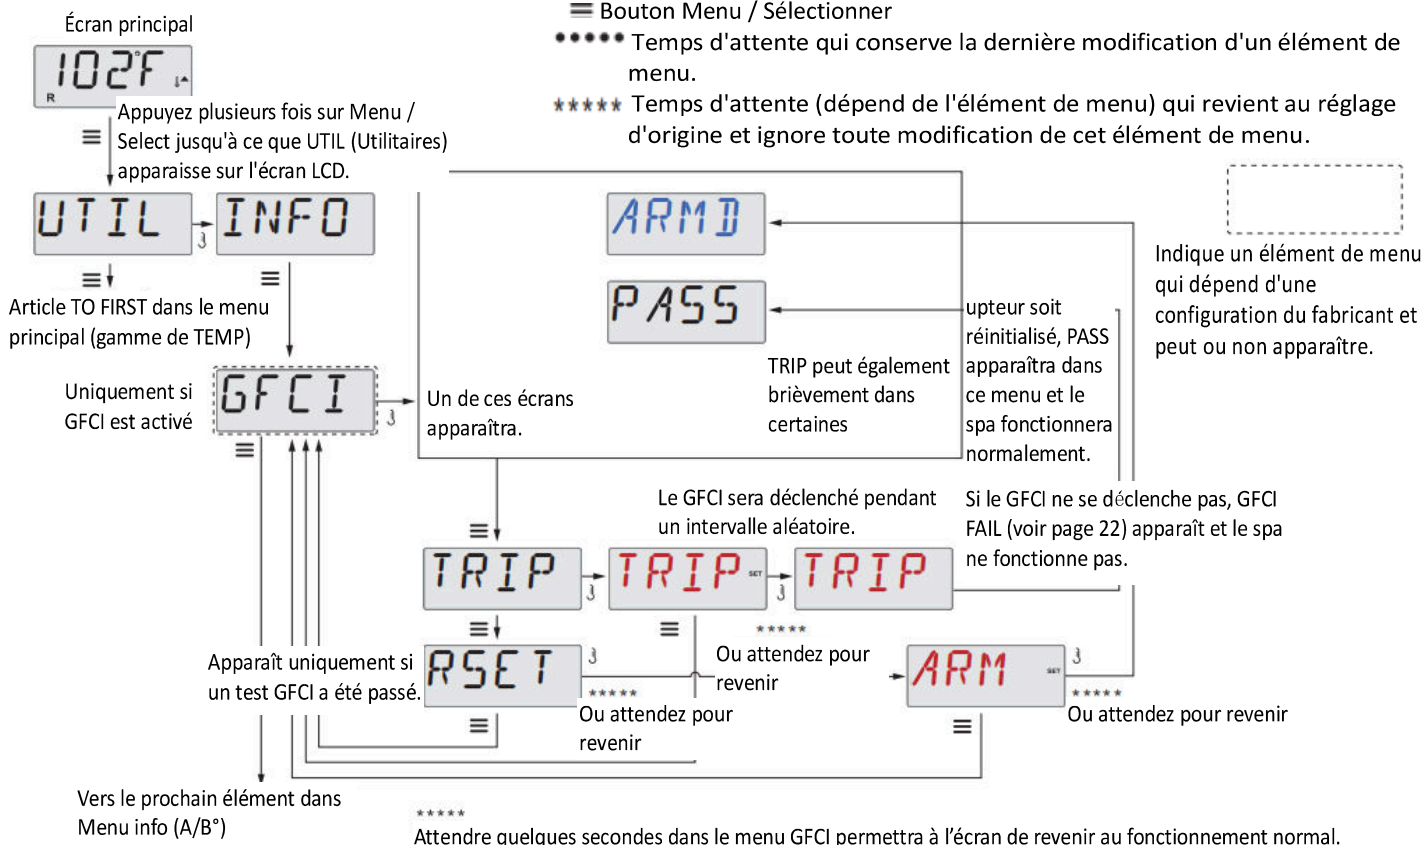 Écran principal
Bouton Menu / Sélectionner
••••• Temps d'attente qui conserve la dernière modification d'un élément de
menu.
***** Temps d'attente (dépend de l'élément de menu) qui revient au réglage
d'origine et ignore toute modification de cet élément de menu.
102°F
R
Appuyez plusieurs fois sur Menu /
Select jusqu'à ce que UTIL (Utilitaires)
apparaisse sur l'écran LCD.
UTIL
INFO
ARMD
PASS
Indique un élément de menu
qui dépend d'une
configuration du fabricant et
peut ou non apparaître.
Article TO FIRST dans le menu
principal (gamme de TEMP)
upteur soit
réinitialisé, PASS
apparaîtra dans
ce menu et le
spa fonctionnera
normalement.
TRIP peut également
brièvement dans
certaines
Uniquement si
GFCI est activé
GFCI
Un de ces écrans
apparaîtra.
Le GFCI sera déclenché pendant
un intervalle aléatoire.
Si le GFCI ne se déclenche pas, GFCI
FAIL (voir page 22) apparaît et le spa
ne fonctionne pas.
TRIP
TRIP SET
TRIP
*****
Ou attendez pour
revenir
Apparaît uniquement si
un test GFCI a été passé.
RSET
*****
Ou attendez pour
revenir
ARM SET
*****
Ou attendez pour revenir
Vers le prochain élément dans
Menu info (A/B°)
*****
Attendre quelques secondes dans le menu GFCI permettra à l'écran de revenir au fonctionnement normal.